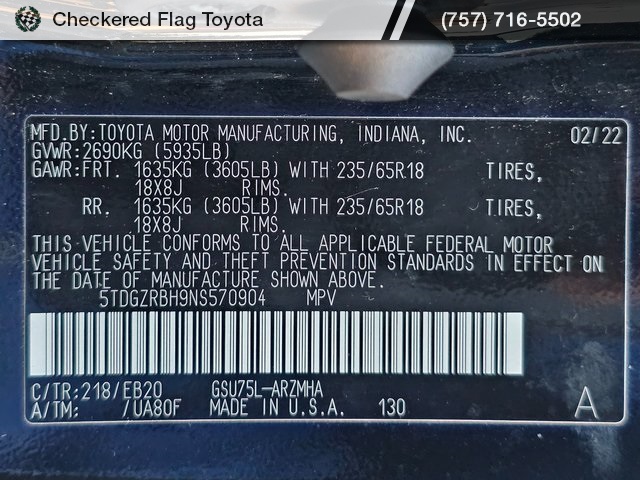 Checkered Flag Toyota (757) 716-5502
MFD.BY:TOYOTA MOTOR MANUFACTURING, INDIANA, INC. 02/22
GVWR:2690KG (5935LB)
GAWR:FRT. 1635KG (3605LB) WITH 235/65R18 TIRES,
18X8J RIMS.
RR. 1635KG (3605LB) WITH 235/65R18 TIRES,
18X8J RIMS.
THIS VEHICLE CONFORMS TO ALL APPLICABLE FEDERAL MOTOR
VEHICLE SAFETY AND THEFT PREVENTION STANDARDS IN EFFECT ON
THE DATE OF MANUFACTURE SHOWN ABOVE.
5TDGZRBH9NS570904 MPV
C/TR:218/EB20 GSU75L-ARZMHA
A/TM: 7UA80F MADE IN U.S.A. 130 A